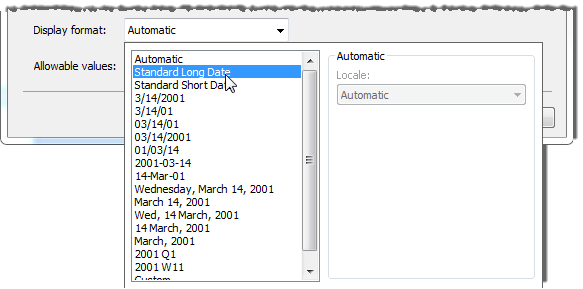 Display format: Automatic
Allowable values:
Automatic
Standard Long Date
Standard Short Dat
3/14/2001
3/14/01
03/14/01
03/14/2001
01/03/14
2001-03-14
14-Mar-01
Wednesday, March 14, 2001
March 14, 2001
Wed, 14 March, 2001
14 March, 2001
March, 2001
2001 Q1
2001 W11
Custom
Automatic
Locale:
Automatic